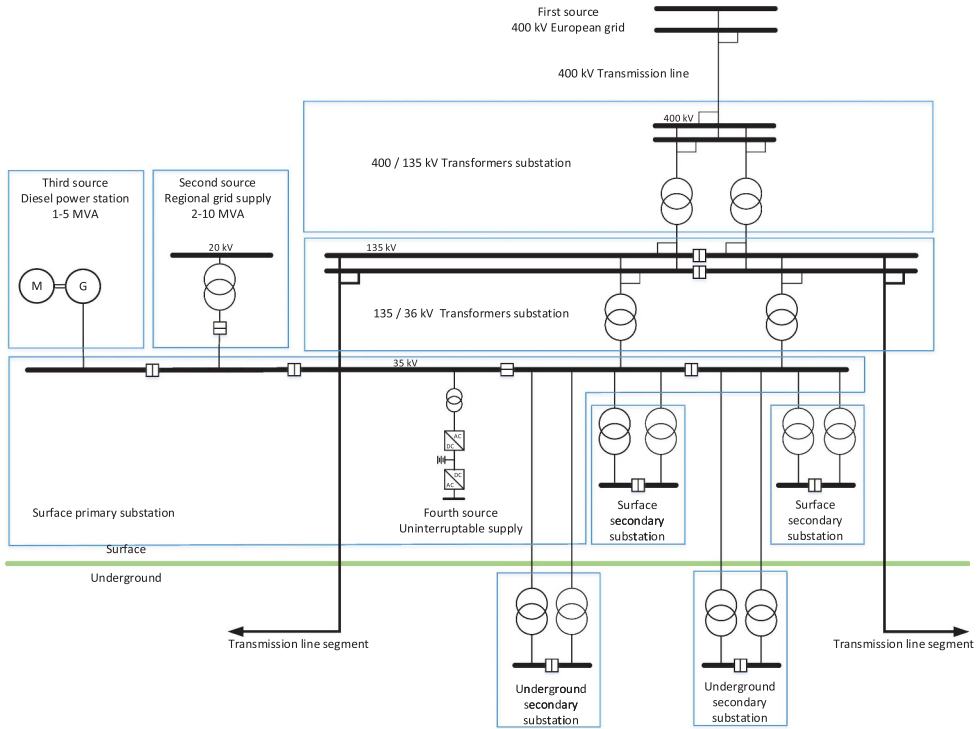 First source
400 kV European grid
400 kV Transmission line
400 kV
400 / 135 kV Transformers substation
Third source
Diesel power station
1-5 MVA
Second source
Regional grid supply
2-10 MVA
20 kV
135 kV
M
G
135 / 36 kV Transformers substation
35 kV
AC
DC
DC
AC
Surface primary substation
Fourth source
Uninterruptable supply
Surface
secondary
substation
Surface
secondary
substation
Surface
Underground
Transmission line segment
Transmission line segment
Underground
secondary
substation
Underground
secondary
substation